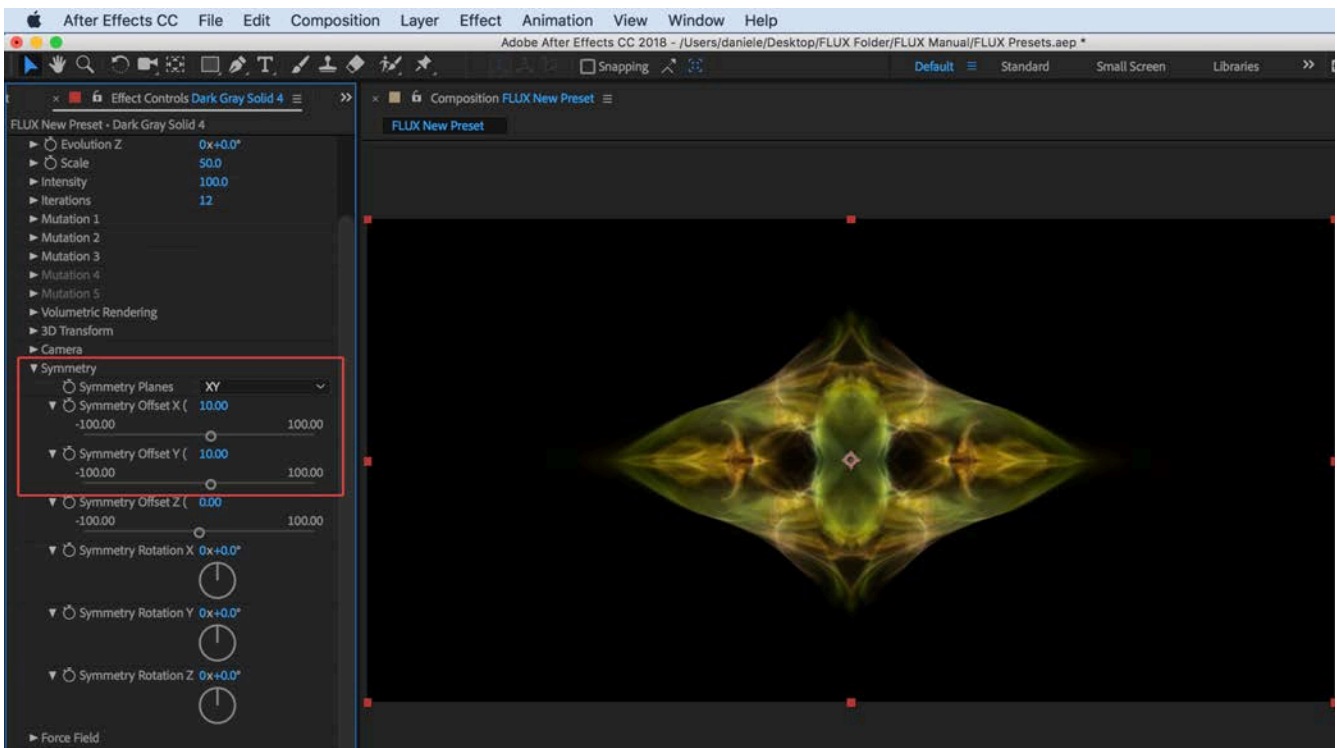 After Effects CC File Edit Composition Layer Effect Animation View Window Help
Adobe After Effects CC 2018 - /Users/daniele/Desktop/FLUX Folder/FLUX Manual/FLUX Presets.aep *
T Snapping Default Standard Small Screen Libraries
Effect Controls Dark Gray Solid 4
Composition FLUX New Preset
FLUX New Preset • Dark Gray Solid 4
FLUX New Preset
Evolution Z 0x+0.0°
Scale 50.0
Intensity 100.0
Iterations 12
Mutation 1
Mutation 2
Mutation 3
Mutation 4
Mutation 5
Volumetric Rendering
3D Transform
Camera
Symmetry
Symmetry Planes XY
Symmetry Offset X ( 10.00
-100.00 100.00
Symmetry Offset Y ( 10.00
-100.00 100.00
Symmetry Offset Z ( 0.00
-100.00 100.00
Symmetry Rotation X 0x+0.0°
Symmetry Rotation Y 0x+0.0°
Symmetry Rotation Z 0x+0.0°
Force Field